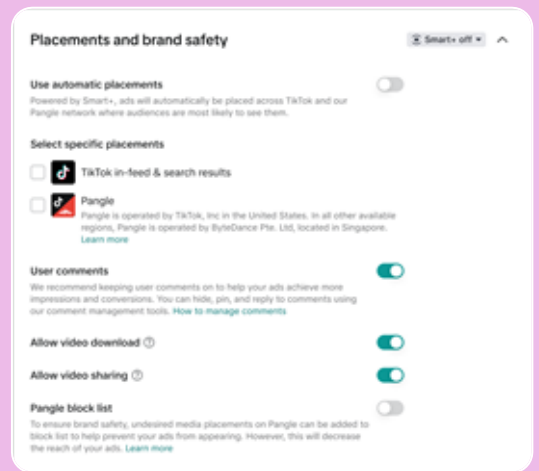 Placements and brand safety
Smart+ off
Use automatic placements
Powered by Smart+, ads will automatically be placed across TikTok and our
Pangle network where audiences are most likely to see them.
Select specific placements
TikTok in-feed & search results
Pangle
Pangle is operated by TikTok, Inc in the United States. In all other available
regions, Pangle is operated by ByteDance Pte. Ltd, located in Singapore.
Learn more
User comments
We recommend keeping user comments on to help your ads achieve more
impressions and conversions. You can hide, pin, and reply to comments using
our comment management tools. How to manage comments
Allow video download
Allow video sharing
Pangle block list
To ensure brand safety, undesired media placements on Pangle can be added to
block list to help prevent your ads from appearing. However, this will decrease
the reach of your ads. Learn more